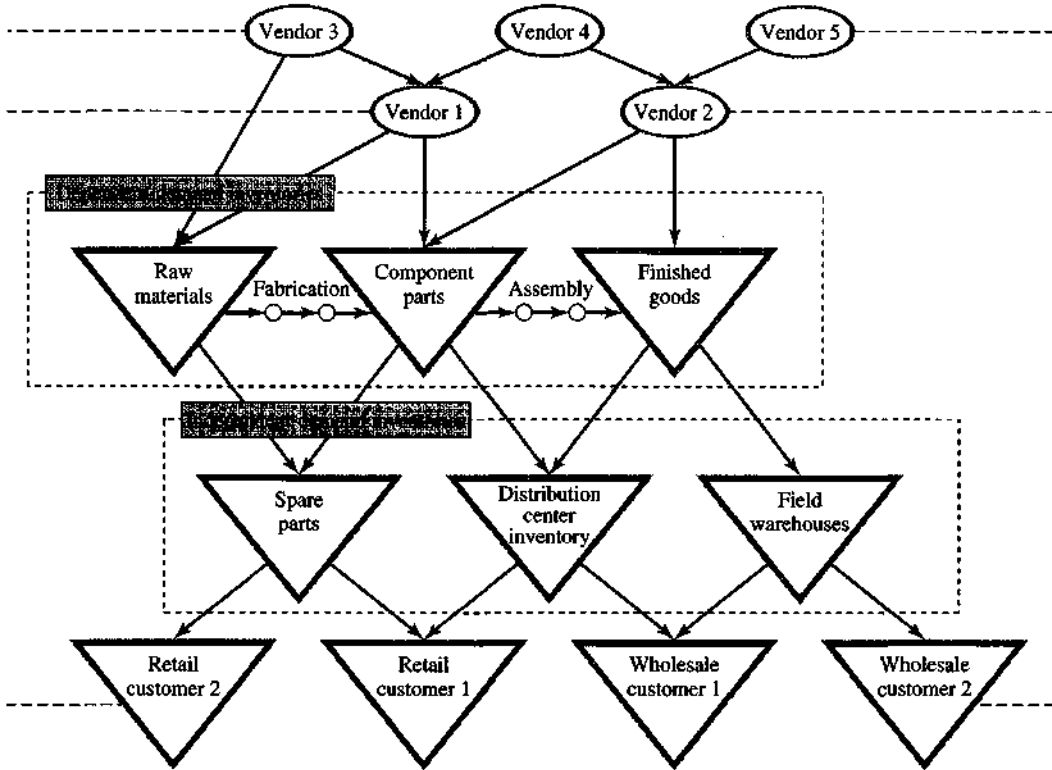 Vendor 3
Vendor 4
Vendor 5
Vendor 1
Vendor 2
Raw
materials
Fabrication
Component
parts
Assembly
Finished
goods
Spare
parts
Distribution
center
inventory
Field
warehouses
Retail
customer 2
Retail
customer 1
Wholesale
customer 1
Wholesale
customer 2